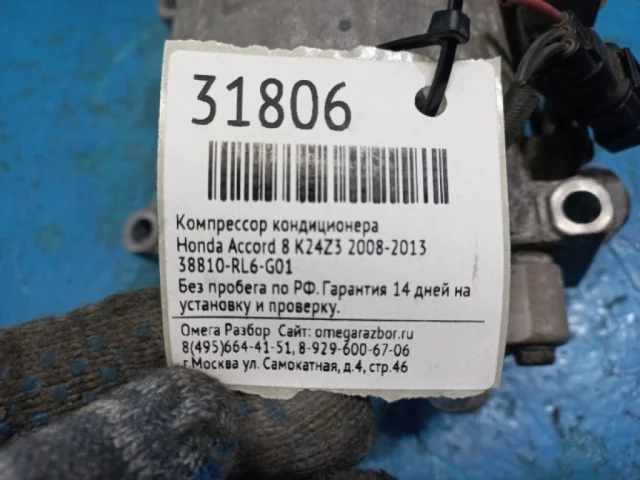 31806
Компрессор кондиционера
Honda Accord 8 K24Z3 2008-2013
38810-RL6-G01
Без пробега по РФ. Гарантия 14 дней на
установку и проверку.
Омега Разбор Сайт: omegarazbor.ru
8(495)664-41-51, 8-929-600-67-06
г.Москва ул. Самокатная, д.4, стр.46